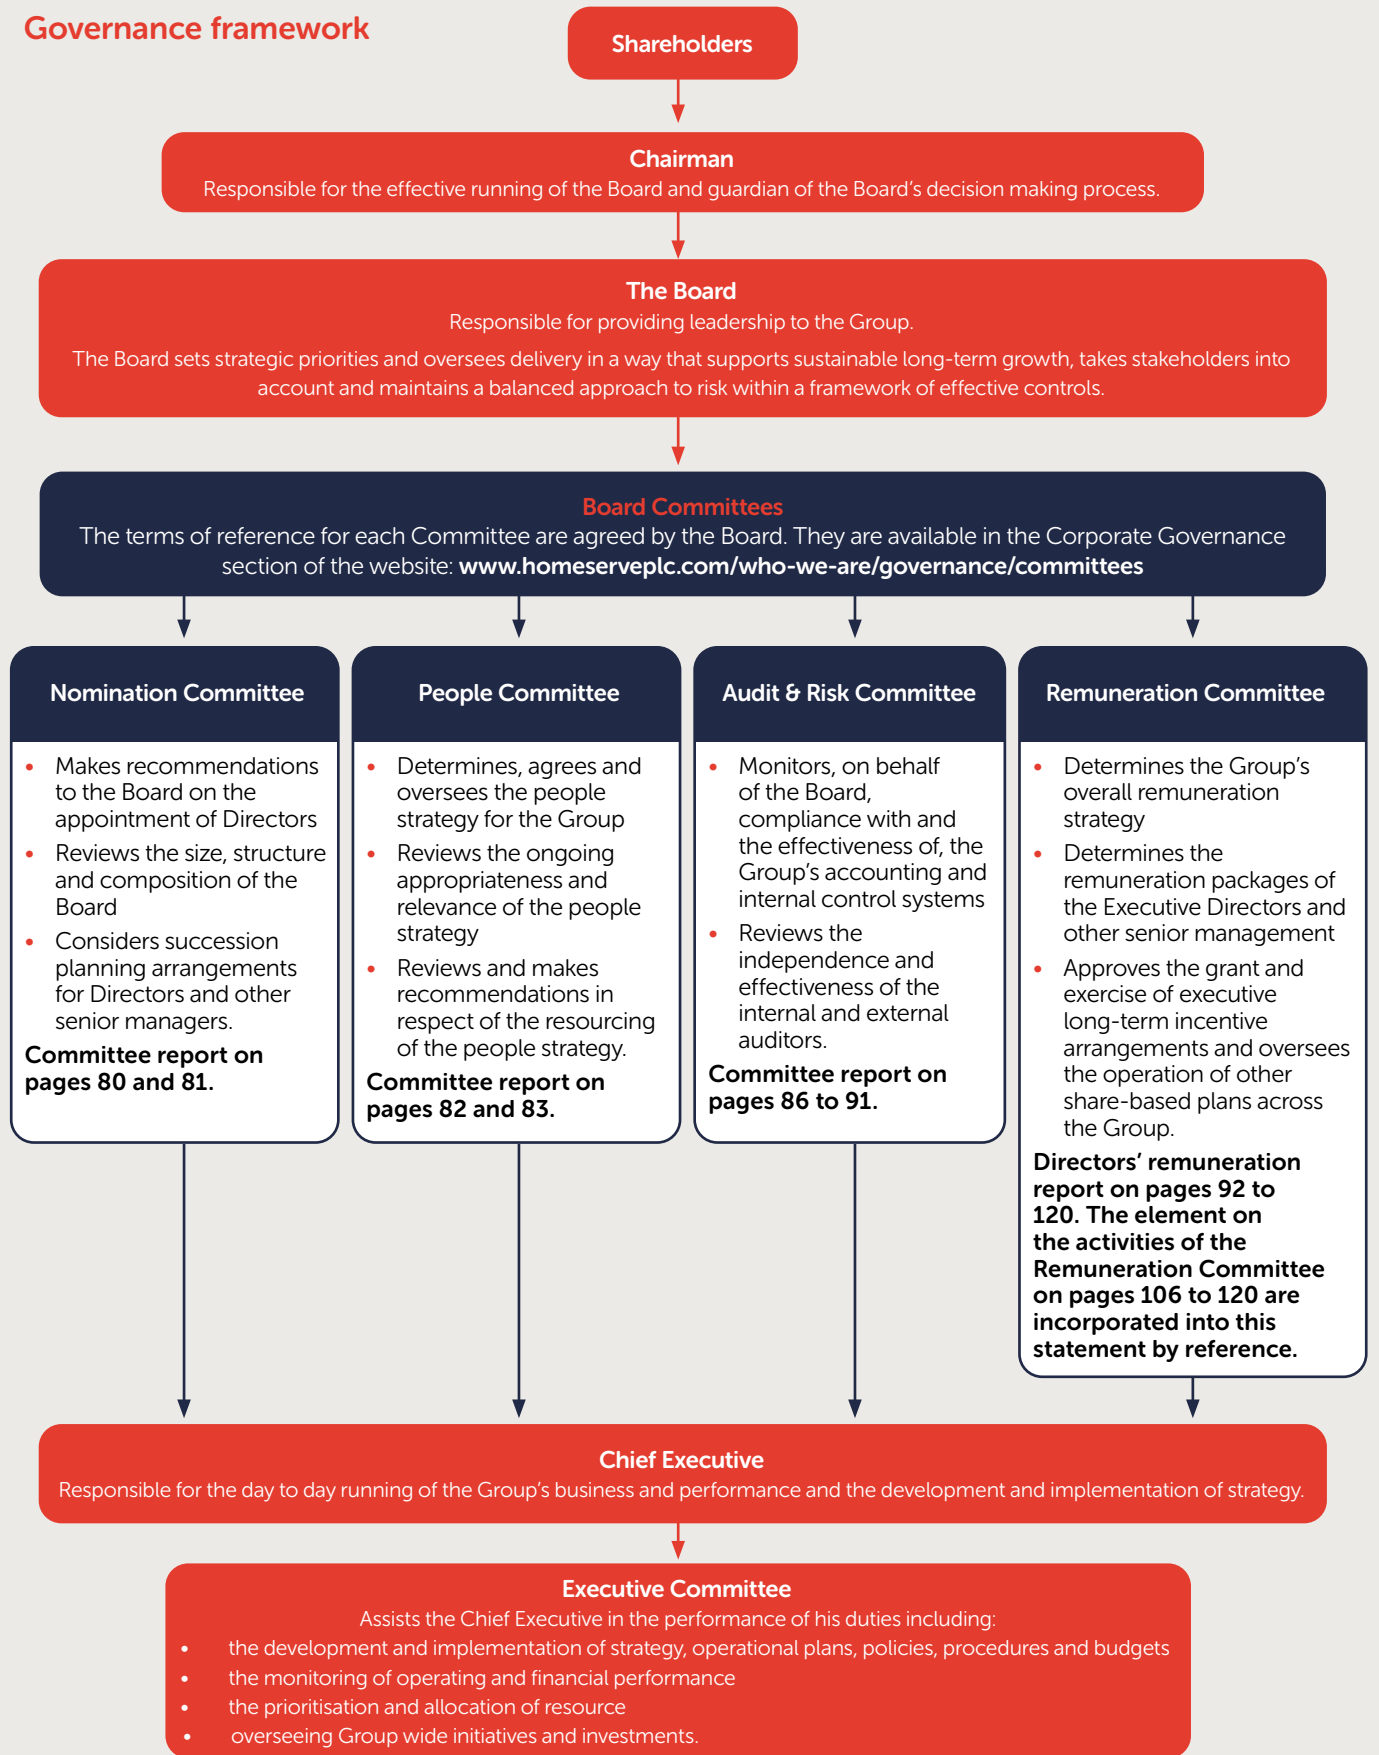 Governance framework
Shareholders
Chairman
Responsible for the effective running of the Board and guardian of the Board's decision making process.
The Board
Responsible for providing leadership to the Group.
The Board sets strategic priorities and oversees delivery in a way that supports sustainable long-term growth, takes stakeholders into
account and maintains a balanced approach to risk within a framework of effective controls.
Board Committees
The terms of reference for each Committee are agreed by the Board. They are available in the Corporate Governance
section of the website: www.homeserveplc.com/who-we-are/governance/committees
Nomination Committee
• Makes recommendations
to the Board on the
appointment of Directors
• Reviews the size, structure
and composition of the
Board
• Considers succession
planning arrangements
for Directors and other
senior managers.
Committee report on
pages 80 and 81.
People Committee
• Determines, agrees and
oversees the people
strategy for the Group
• Reviews the ongoing
appropriateness and
relevance of the people
strategy
• Reviews and makes
recommendations in
respect of the resourcing
of the people strategy.
Committee report on
pages 82 and 83.
Audit & Risk Committee
• Monitors, on behalf
of the Board,
compliance with and
the effectiveness of, the
Group's accounting and
internal control systems
• Reviews the
independence and
effectiveness of the
internal and external
auditors.
Committee report on
pages 86 to 91.
Remuneration Committee
• Determines the Group's
overall remuneration
strategy
• Determines the
remuneration packages of
the Executive Directors and
other senior management
• Approves the grant and
exercise of executive
long-term incentive
arrangements and oversees
the operation of other
share-based plans across
the Group.
Directors' remuneration
report on pages 92 to
120. The element on
the activities of the
Remuneration Committee
on pages 106 to 120 are
incorporated into this
statement by reference.
Chief Executive
Responsible for the day to day running of the Group's business and performance and the development and implementation of strategy.
Executive Committee
Assists the Chief Executive in the performance of his duties including:
• the development and implementation of strategy, operational plans, policies, procedures and budgets
• the monitoring of operating and financial performance
• the prioritisation and allocation of resource
• overseeing Group wide initiatives and investments.